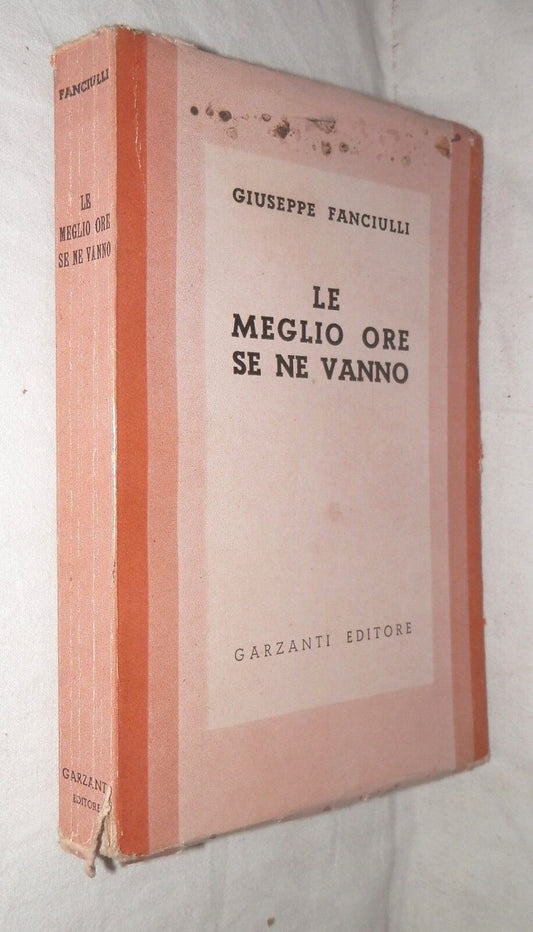 FANCIULLI
LE
MEGLIO ORE
SE NE VANNO
GARZANTI
EDITORE
GIUSEPPE FANCIULLI
LE
MEGLIO ORE
SE NE VANNO
GARZANTI EDITORE